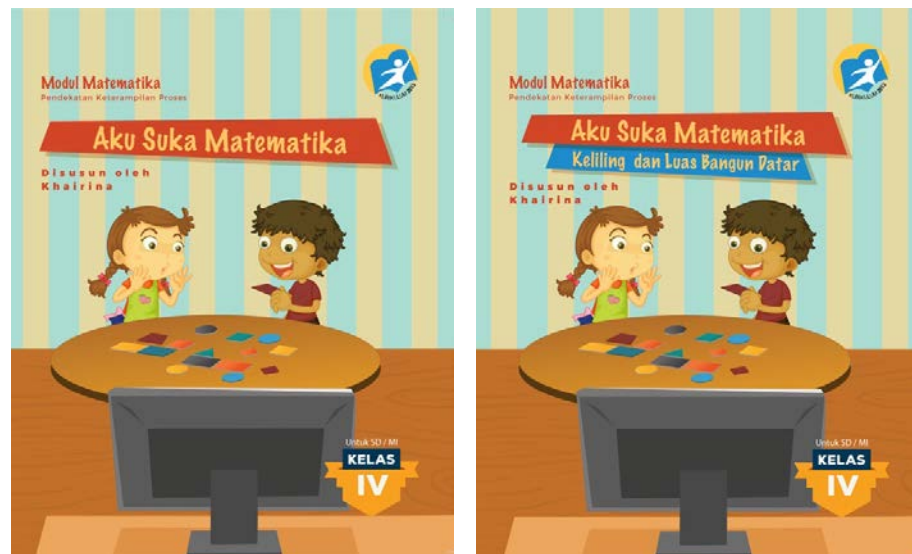 Modul Matematika
Pendekatan Keterampilan Proses
Aku Suka Matematika
Disusun oleh
Khairina
Untuk SD / MI
KELAS
IV
Modul Matematika
Pendekatan Keterampilan Proses
Aku Suka Matematika
Keliling dan Luas Bangun Datar
Disusun oleh
Khairina
Untuk SD / MI
KELAS
IV